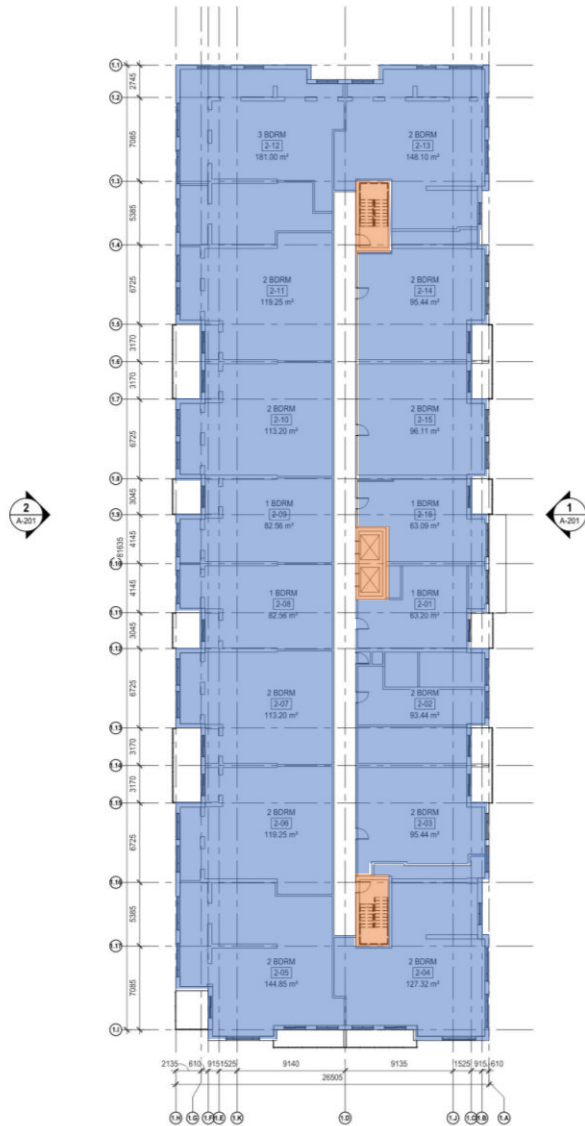 1.1
2745
1.2
7085
3 BDRM
2-12
181.00 m²
2 BDRM
2-13
148.10 m²
1.3
5385
1.4
6725
2 BDRM
2-11
119.25 m²
2 BDRM
2-14
95.44 m²
1.5
3170
1.6
3170
1.7
6725
2 BDRM
2-10
113.20 m²
2 BDRM
2-15
96.11 m²
1.8
3045
1.9
1 BDRM
2-09
82.56 m²
1 BDRM
2-16
63.09 m²
2
A-201
1
A-201
4145
81635
1.10
4145
1 BDRM
2-08
82.56 m²
1 BDRM
2-01
63.20 m²
1.11
3045
1.12
6725
2 BDRM
2-07
113.20 m²
2 BDRM
2-02
93.44 m²
1.13
3170
1.14
3170
1.15
6725
2 BDRM
2-06
119.25 m²
2 BDRM
2-03
95.44 m²
1.16
5385
1.17
7085
2 BDRM
2-05
144.85 m²
2 BDRM
2-04
127.32 m²
2135 610 915 1525 9140 9135 1525 915 610
26505
1.H 1.G 1.F 1.E 1.K 1.D 1.J 1.C 1.B 1.A